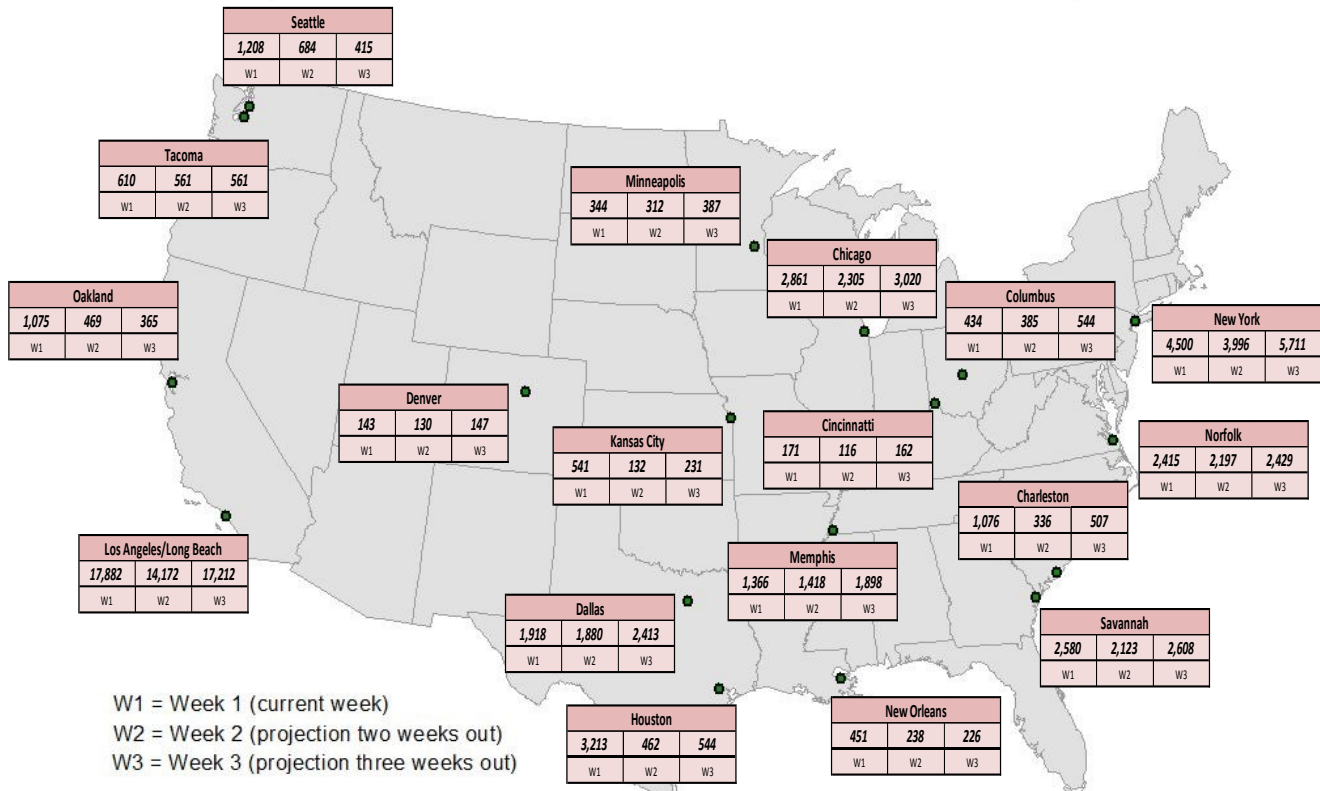 Seattle
1,208 684 415
W1 W2 W3
Tacoma
610 561 561
W1 W2 W3
Minneapolis
344 312 387
W1 W2 W3
Chicago
2,861 2,305 3,020
W1 W2 W3
Oakland
1,075 469 365
W1 W2 W3
Columbus
434 385 544
W1 W2 W3
New York
4,500 3,996 5,711
W1 W2 W3
Denver
143 130 147
W1 W2 W3
Kansas City
541 132 231
W1 W2 W3
Cincinnatti
171 116 162
W1 W2 W3
Norfolk
2,415 2,197 2,429
W1 W2 W3
Charleston
1,076 336 507
W1 W2 W3
Los Angeles/Long Beach
17,882 14,172 17,212
W1 W2 W3
Memphis
1,366 1,418 1,898
W1 W2 W3
Dallas
1,918 1,880 2,413
W1 W2 W3
Savannah
2,580 2,123 2,608
W1 W2 W3
Houston
3,213 462 544
W1 W2 W3
New Orleans
451 238 226
W1 W2 W3
W1 = Week 1 (current week)
W2 = Week 2 (projection two weeks out)
W3 = Week 3 (projection three weeks out)